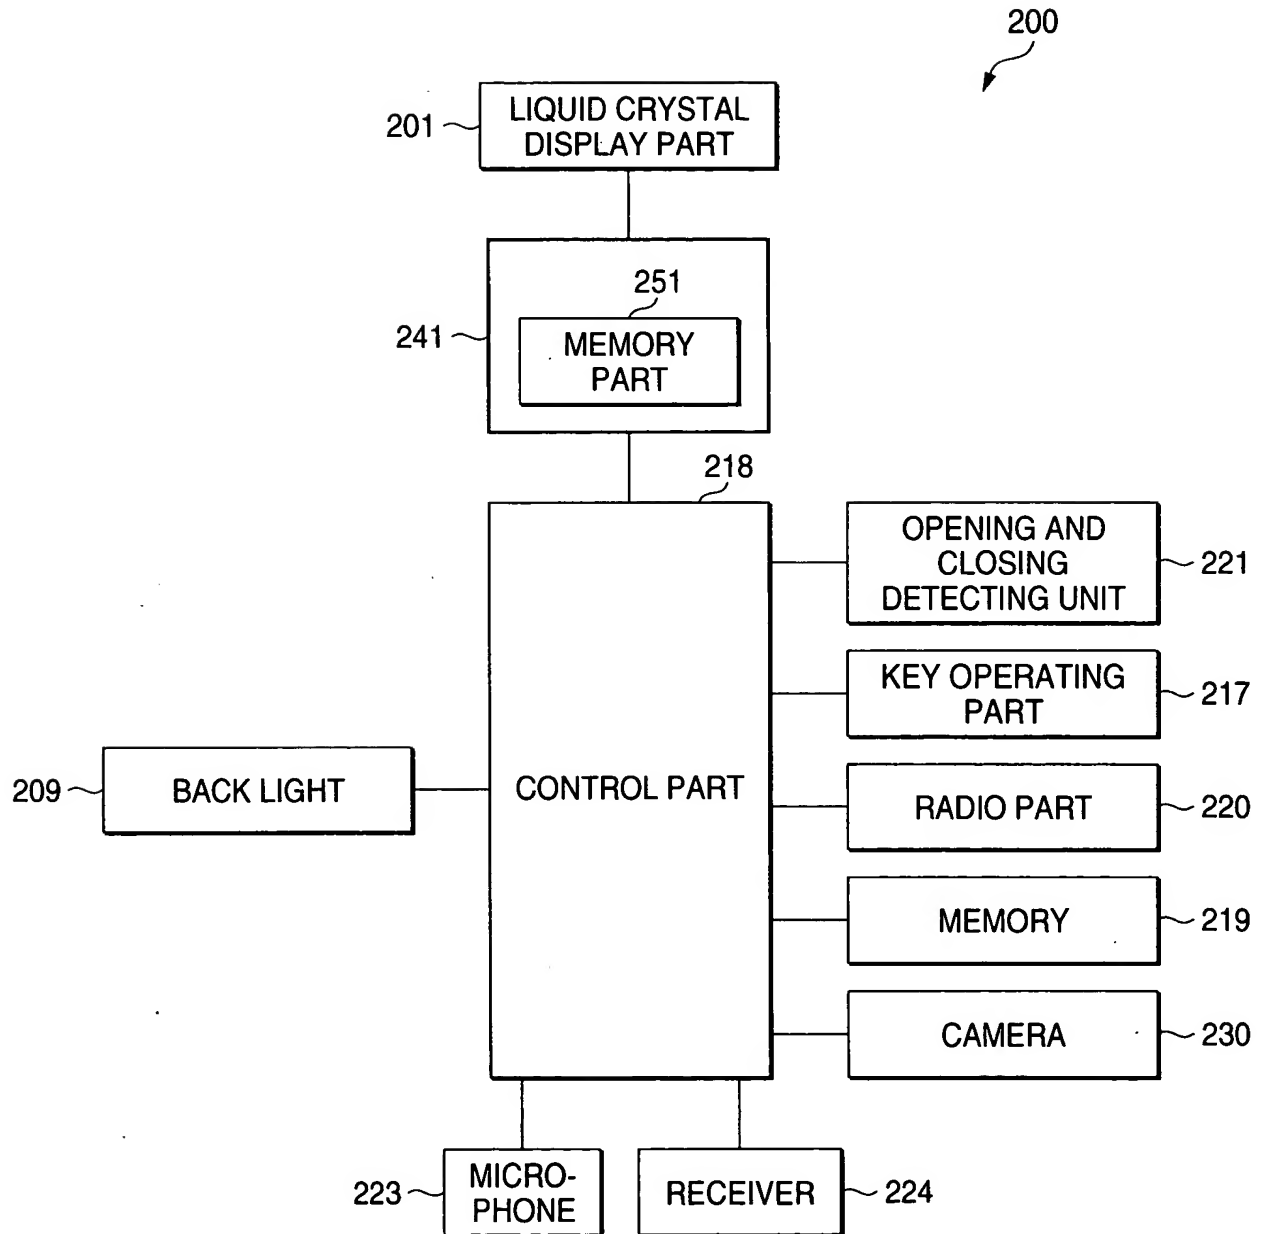 200
LIQUID CRYSTAL
DISPLAY PART
201
251
241
MEMORY
PART
218
OPENING AND
CLOSING
DETECTING UNIT
221
KEY OPERATING
PART
217
209
BACK LIGHT
CONTROL PART
RADIO PART
220
MEMORY
219
CAMERA
230
223
MICRO-
PHONE
RECEIVER
224